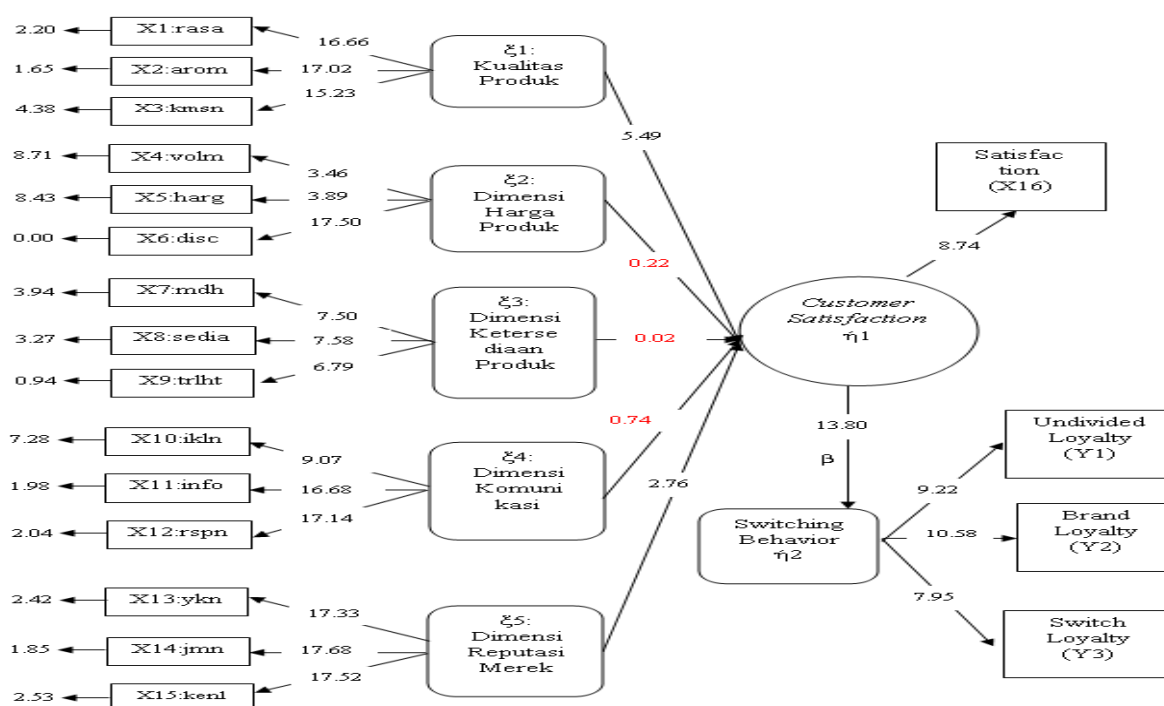 2.20
X1:rasa
16.66
1.65
X2:arom
17.02
4.38
X3:kmsn
15.23
ξ1:
Kualitas
Produk
5.49
8.71
X4:volm
3.46
8.43
X5:harg
3.89
0.00
X6:disc
17.50
ξ2:
Dimensi
Harga
Produk
0.22
3.94
X7:mdh
7.50
3.27
X8:sedia
7.58
0.94
X9:trlht
6.79
ξ3:
Dimensi
Keterse
diaan
Produk
0.02
7.28
X10:ikln
9.07
1.98
X11:info
16.68
2.04
X12:rspn
17.14
ξ4:
Dimensi
Komuni
kasi
0.74
2.42
X13:ykn
17.33
1.85
X14:jmn
17.68
2.53
X15:kenl
17.52
ξ5:
Dimensi
Reputasi
Merek
2.76
Customer
Satisfaction
ή1
8.74
Satisfac
tion
(X16)
13.80
β
Switching
Behavior
ή2
9.22
Undivided
Loyalty
(Y1)
10.58
Brand
Loyalty
(Y2)
7.95
Switch
Loyalty
(Y3)